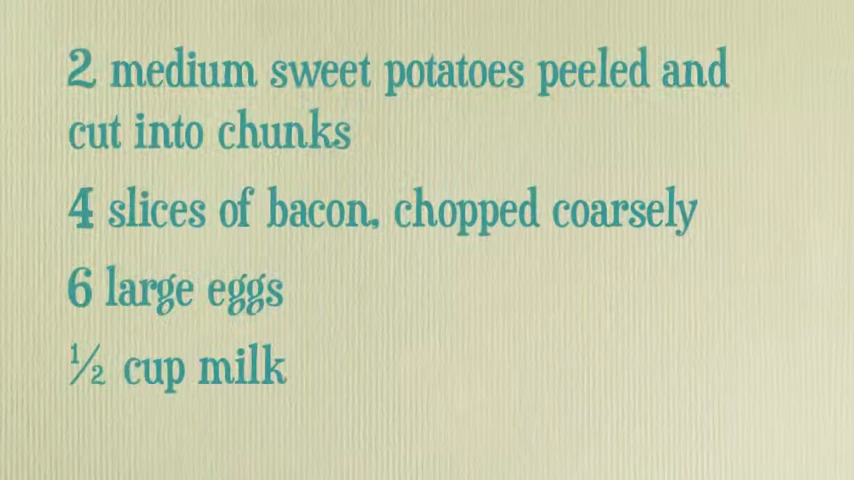 2 medium sweet potatoes peeled and
cut into chunks
4 slices of bacon, chopped coarsely
6 large eggs
½ cup milk